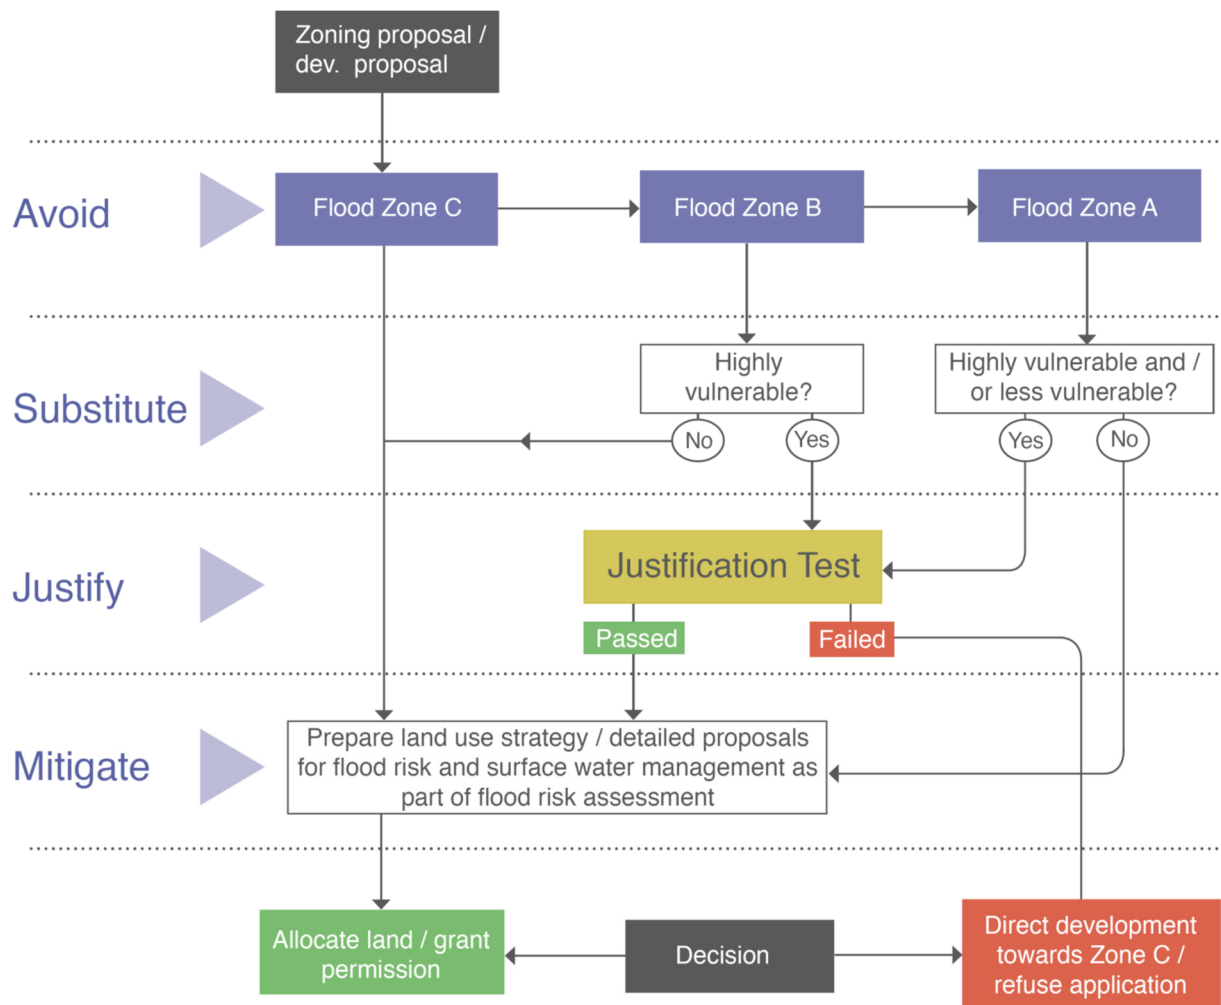 Zoning proposal /
dev. proposal
Avoid
Flood Zone C
Flood Zone B
Flood Zone A
Substitute
Highly
vulnerable?
No
Yes
Highly vulnerable and /
or less vulnerable?
Yes
No
Justify
Justification Test
Passed
Failed
Mitigate
Prepare land use strategy / detailed proposals
for flood risk and surface water management as
part of flood risk assessment
Allocate land / grant
permission
Decision
Direct development
towards Zone C /
refuse application